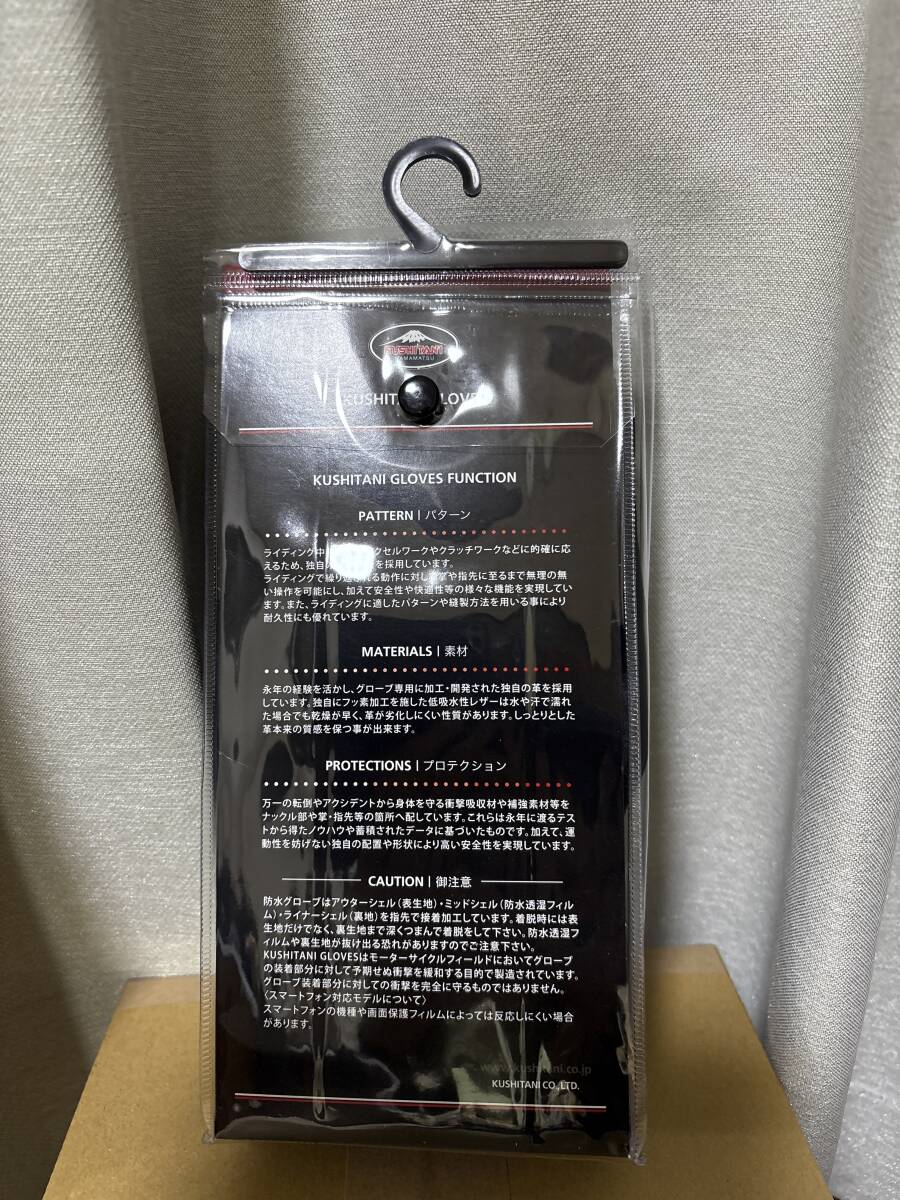 KUSHITANI
HAMAMATSU
KUSHITANI GLOVES FUNCTION
PATTERN | パターン
ライディング中 クセルワークやクラッチワークなどに的確に応
えるため、独自の を採用しています。
ライディングで繰り返される動作に対し、掌や指先に至るまで無理の無
い操作を可能にし、加えて安全性や快適性等の様々な機能を実現してい
ます。また、ライディングに適したパターンや縫製方法を用いる事により
耐久性にも優れています。
MATERIALS | 素材
永年の経験を活かし、グローブ専用に加工・開発された独自の革を採用
しています。独自にフッ素加工を施した低吸水性レザーは水や汗で濡れ
た場合でも乾燥が早く、革が劣化しにくい性質があります。しっとりとした
革本来の質感を保つ事が出来ます。
PROTECTIONS | プロテクション
万一の転倒やアクシデントから身体を守る衝撃吸収材や補強素材等を
ナックル部や掌・指先等の箇所へ配しています。これらは永年に渡るテス
トから得たノウハウや蓄積されたデータに基づいたものです。加えて、運
動性を妨げない独自の配置や形状により高い安全性を実現しています。
CAUTION | 御注意
防水グローブはアウターシェル(表生地)・ミッドシェル(防水透湿フィル
ム)・ライナーシェル(裏地)を指先で接着加工しています。着脱時には表
生地だけでなく、裏生地まで深くつまんで着脱をして下さい。防水透湿フ
ィルムや裏生地が抜け出る恐れがありますのでご注意下さい。
KUSHITANI GLOVESはモーターサイクルフィールドにおいてグローブ
の装着部分に対して予期せぬ衝撃を緩和する目的で製造されています。
グローブ装着部分に対しての衝撃を完全に守るものではありません。
〈スマートフォン対応モデルについて〉
スマートフォンの機種や画面保護フィルムによっては反応しにくい場合
があります。
www.kushitani.co.jp
KUSHITANI CO.,LTD.